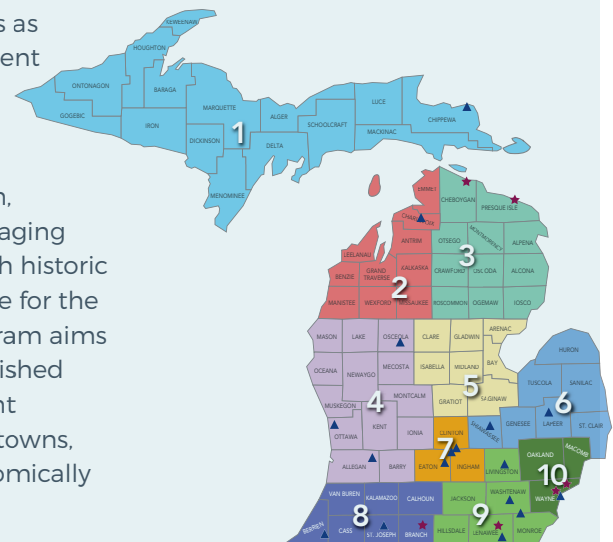 s as
ent
,
aging
h historic
e for the
ram aims
ished
nt
towns,
omically
KEWEENAW
HOUGHTON
ONTONAGON
BARAGA
GOGEBIC
IRON
MARQUETTE
DICKINSON
1
MENOMINEE
ALGER
DELTA
SCHOOLCRAFT
LUCE
MACKINAC
CHIPPEWA
EMMET
CHEBOYGAN
PRESQUE ISLE
CHARLEVOIX
ANTRIM
OTSEGO
MONTMORENCY
ALPENA
LEELANAU
3
BENZIE
GRAND
TRAVERSE
KALKASKA
CRAWFORD
OSCODA
ALCONA
2
MANISTEE
WEXFORD
MISSAUKEE
ROSCOMMON
OGEMAW
IOSCO
MASON
LAKE
OSCEOLA
CLARE
GLADWIN
ARENAC
HURON
OCEANA
NEWAYGO
MECOSTA
ISABELLA
MIDLAND
BAY
5
TUSCOLA
SANILAC
MUSKEGON
4
MONTCALM
GRATIOT
SAGINAW
6
OTTAWA
KENT
IONIA
CLINTON
SHIAWASSEE
GENESEE
LAPEER
ST. CLAIR
7
ALLEGAN
BARRY
EATON
INGHAM
LIVINGSTON
OAKLAND
MACOMB
10
VAN BUREN
KALAMAZOO
CALHOUN
JACKSON
WASHTENAW
WAYNE
8
9
BERRIEN
CASS
ST. JOSEPH
BRANCH
HILLSDALE
LENAWEE
MONROE